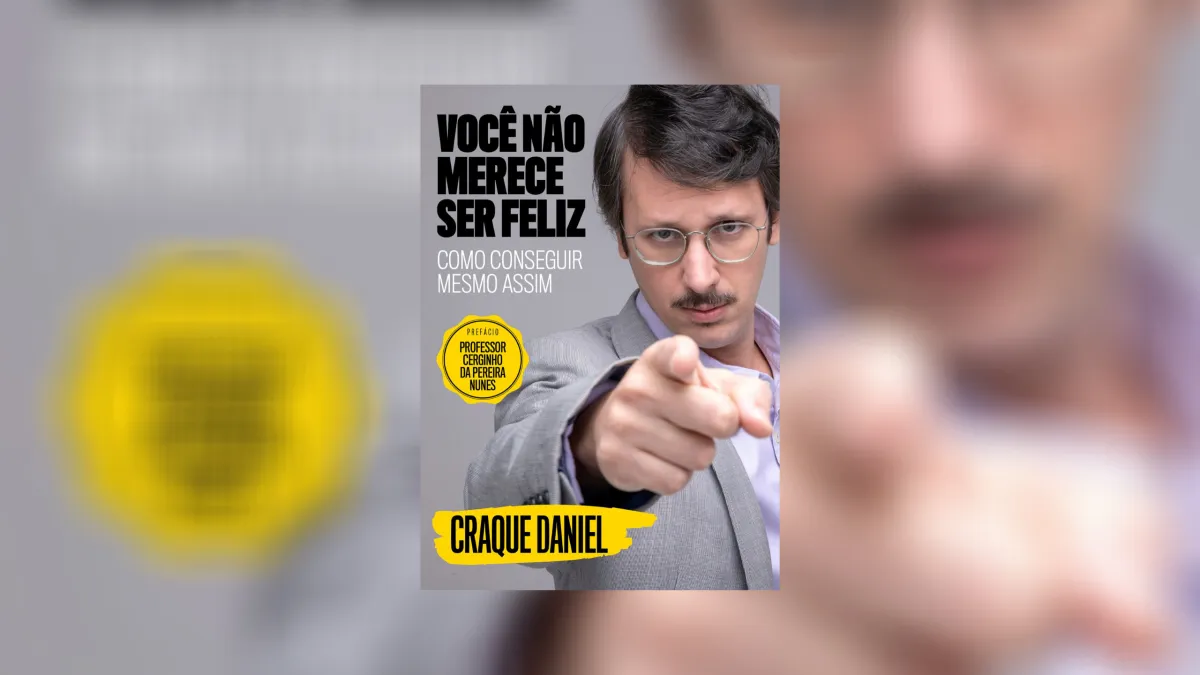 VOCÊ NÃO
MERECE
SER FELIZ
COMO CONSEGUIR
MESMO ASSIM
PREFÁCIO
PROFESSOR
CERGINHO
DA PEREIRA
NUNES
CRAQUE DANIEL